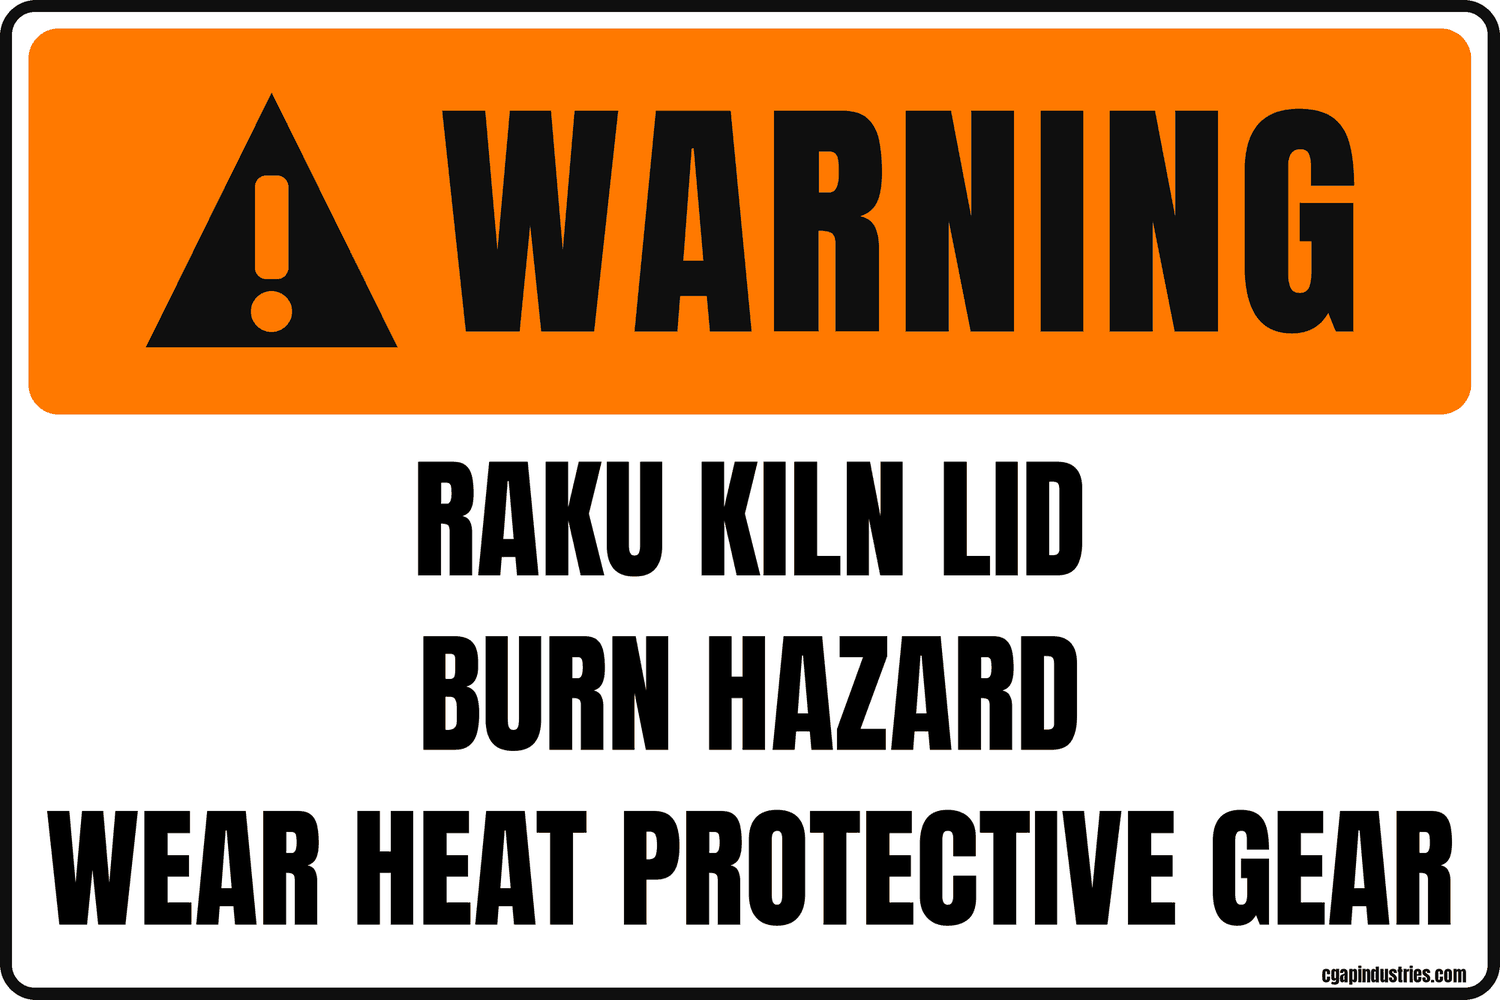 WARNING
RAKU KILN LID
BURN HAZARD
WEAR HEAT PROTECTIVE GEAR
cgapindustries.com